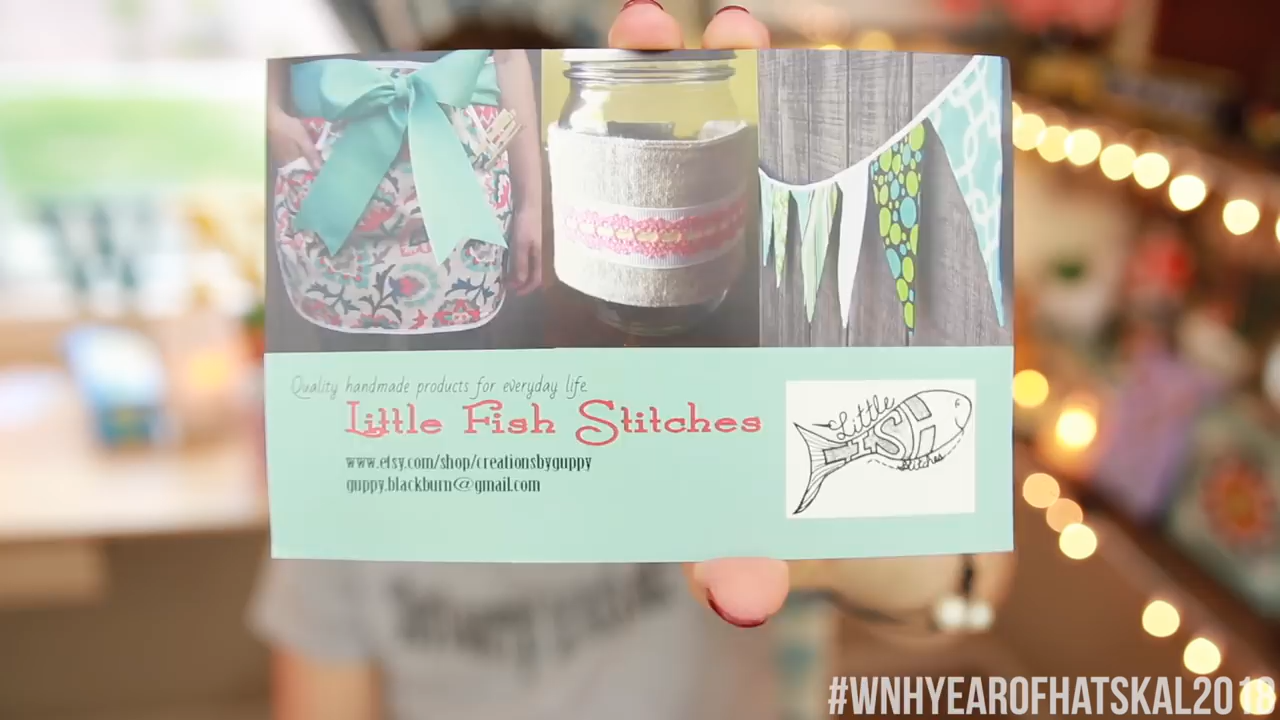 Quality handmade products for everyday life
Little Fish Stitches
www.etsy.com/shop/creationsbyguppy
guppy.blackburn@gmail.com
Little
FISH
Stitches
#WNHYEAROFHATSKAL2018